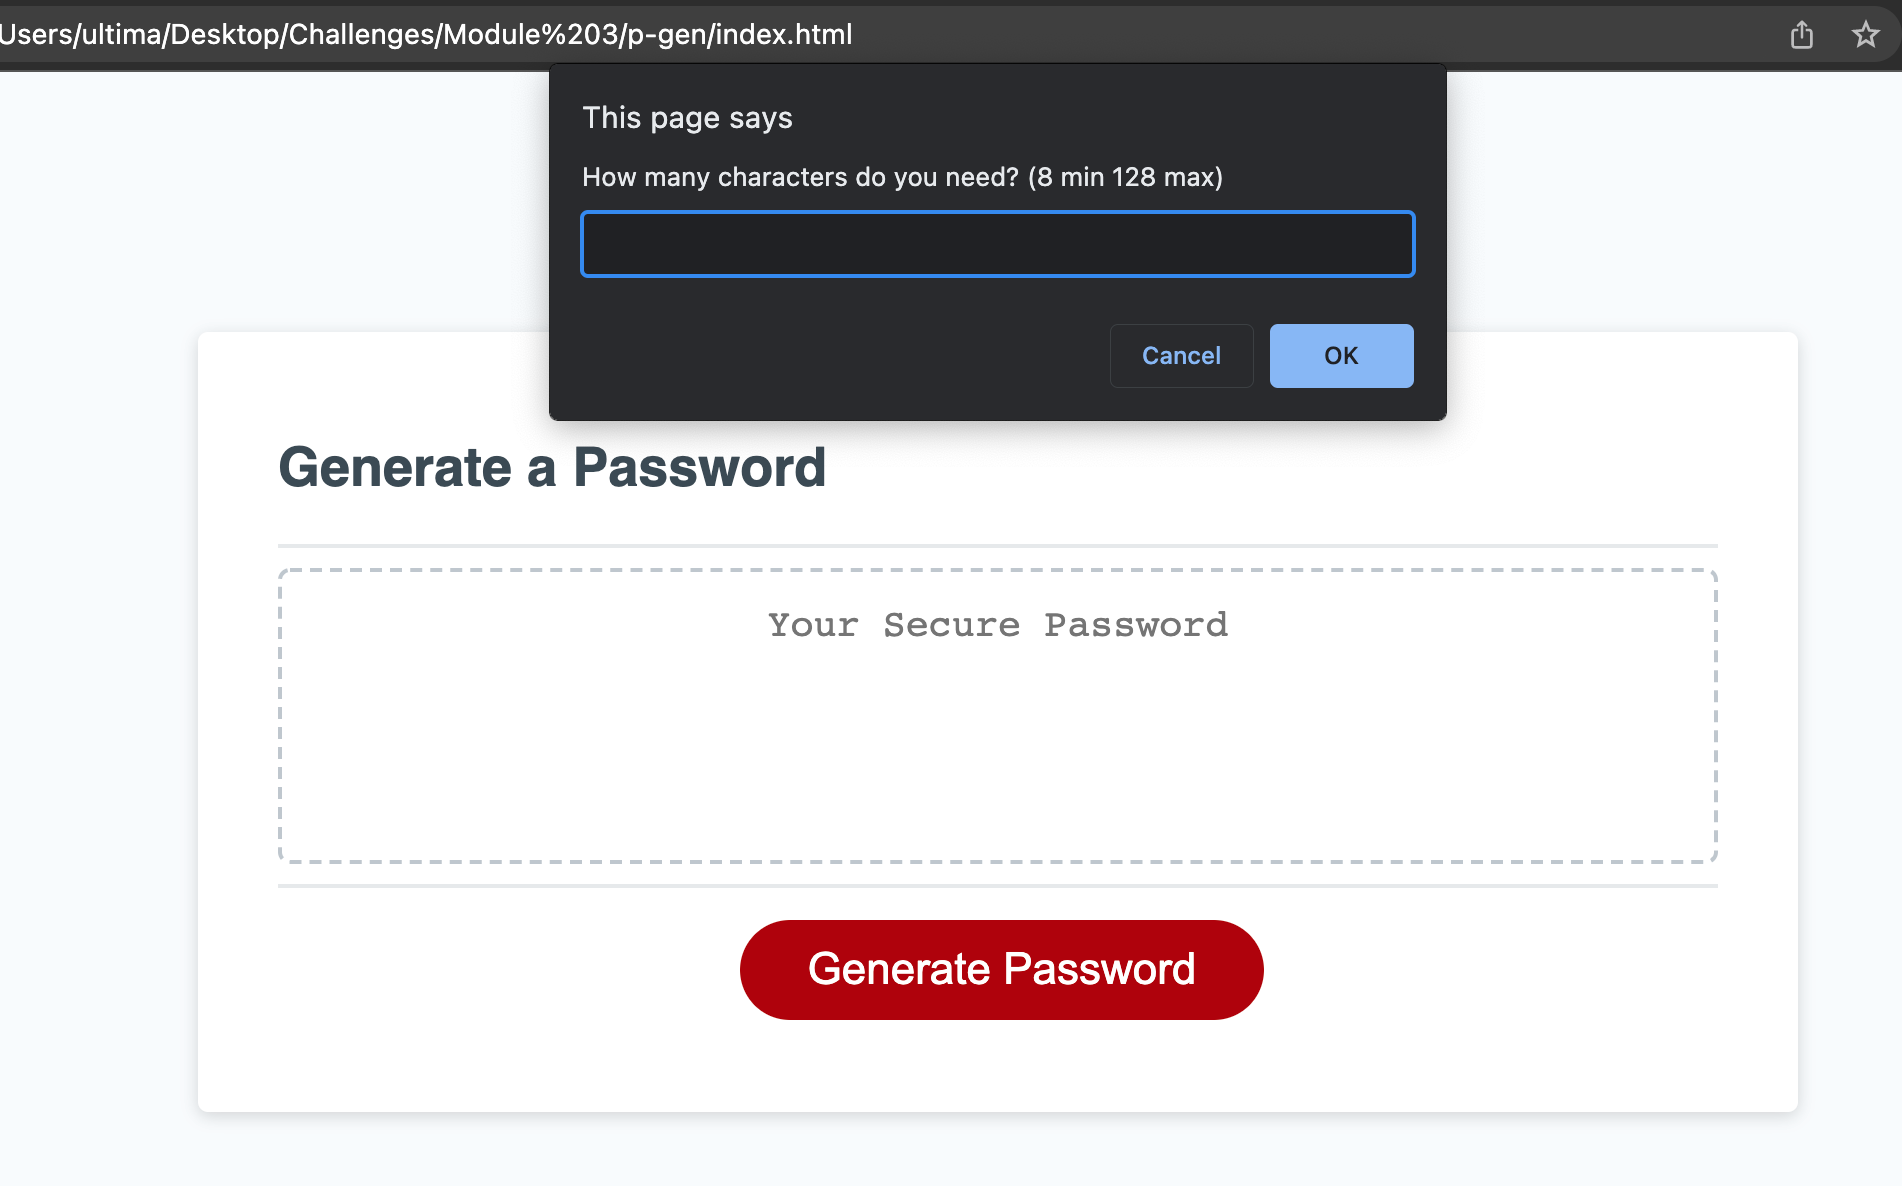 Users/ultima/Desktop/Challenges/Module%203/p-gen/index.html
This page says
How many characters do you need? (8 min 128 max)
Cancel
OK
Generate a Password
Your Secure Password
Generate Password